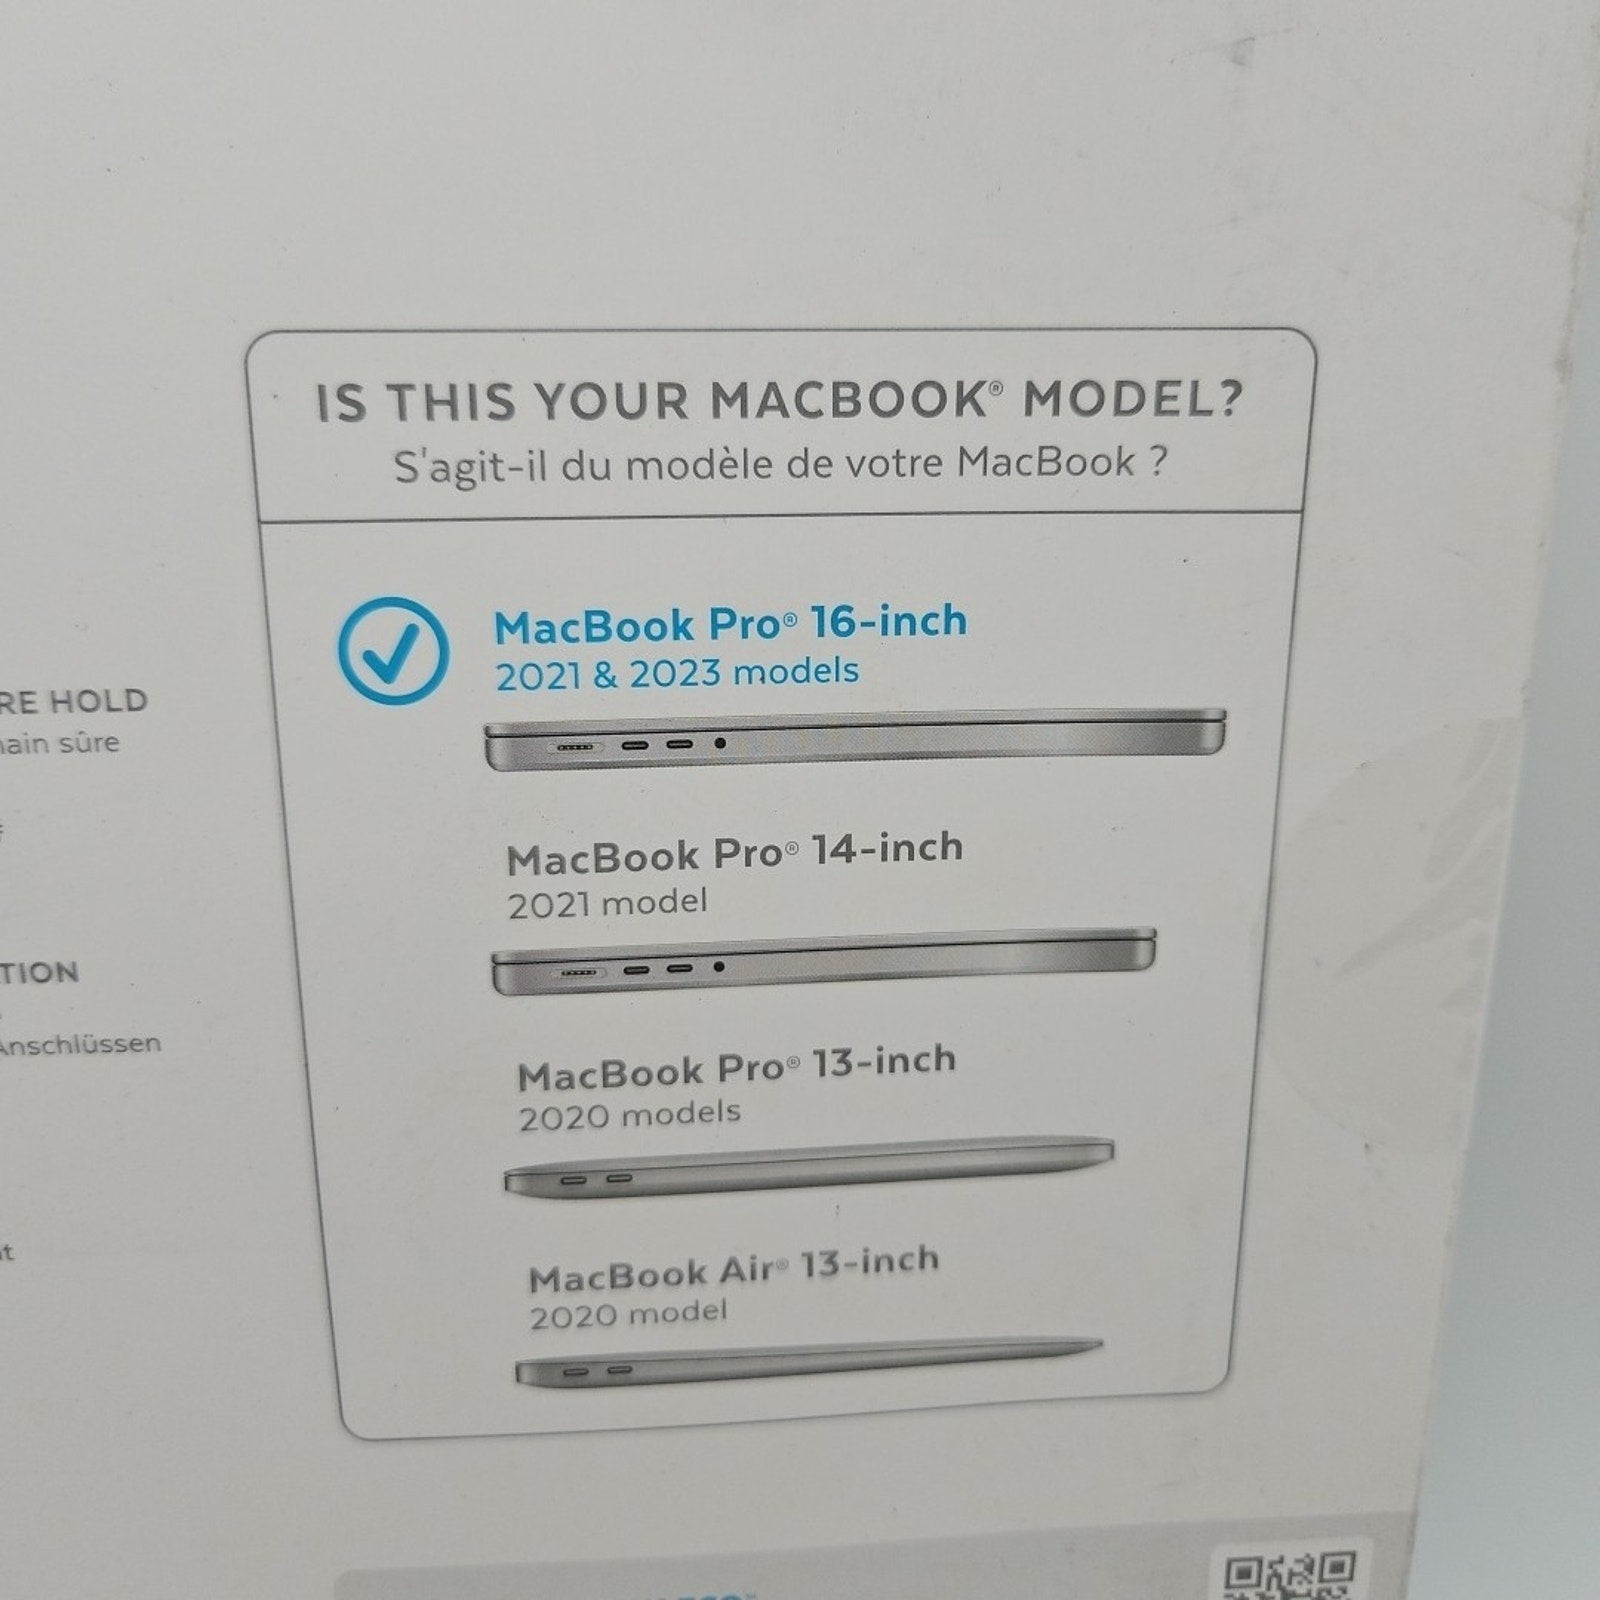 IS THIS YOUR MACBOOK® MODEL?
S'agit-il du modèle de votre MacBook ?
MacBook Pro® 16-inch
2021 & 2023 models
RE HOLD
ain sûre
MacBook Pro® 14-inch
2021 model
TION
Anschlüssen
MacBook Pro® 13-inch
2020 models
t
MacBook Air® 13-inch
2020 model